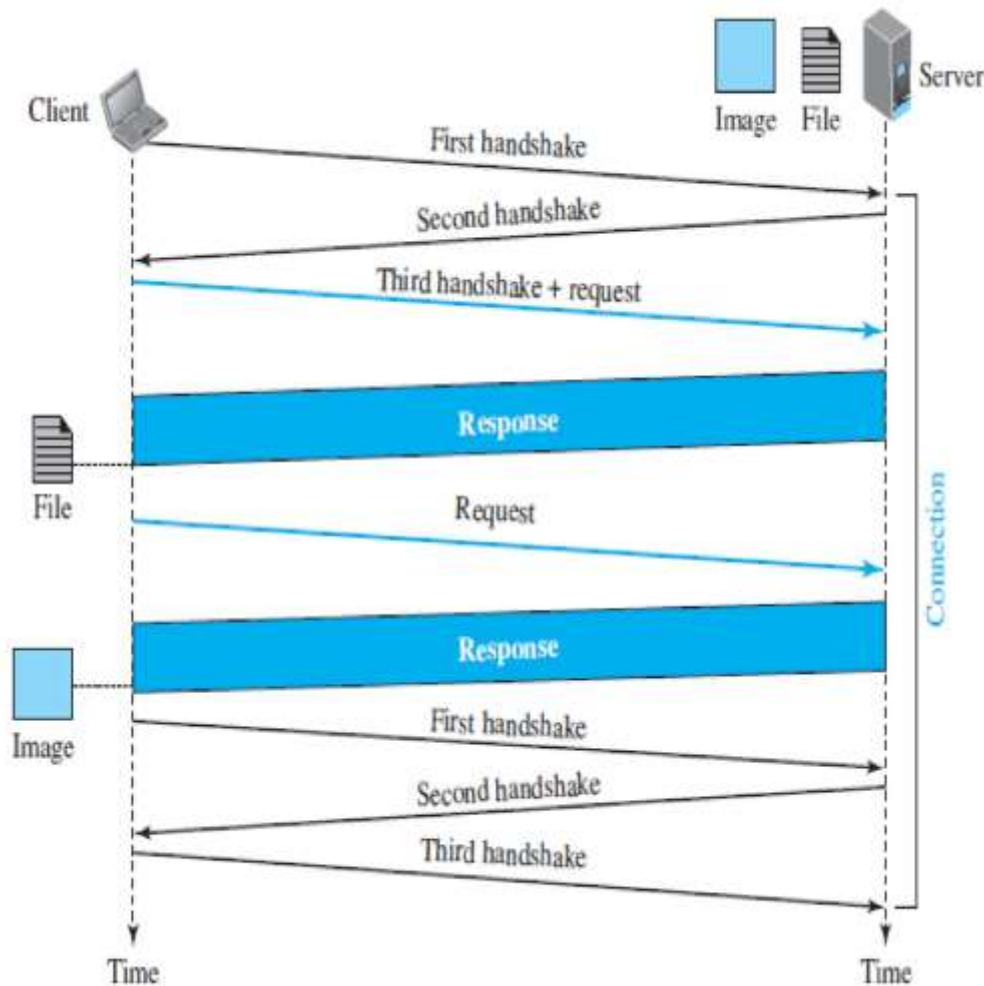 Client
Image
File
Server
First handshake
Second handshake
Third handshake + request
Response
File
Request
Response
Image
First handshake
Second handshake
Third handshake
Connection
Time
Time